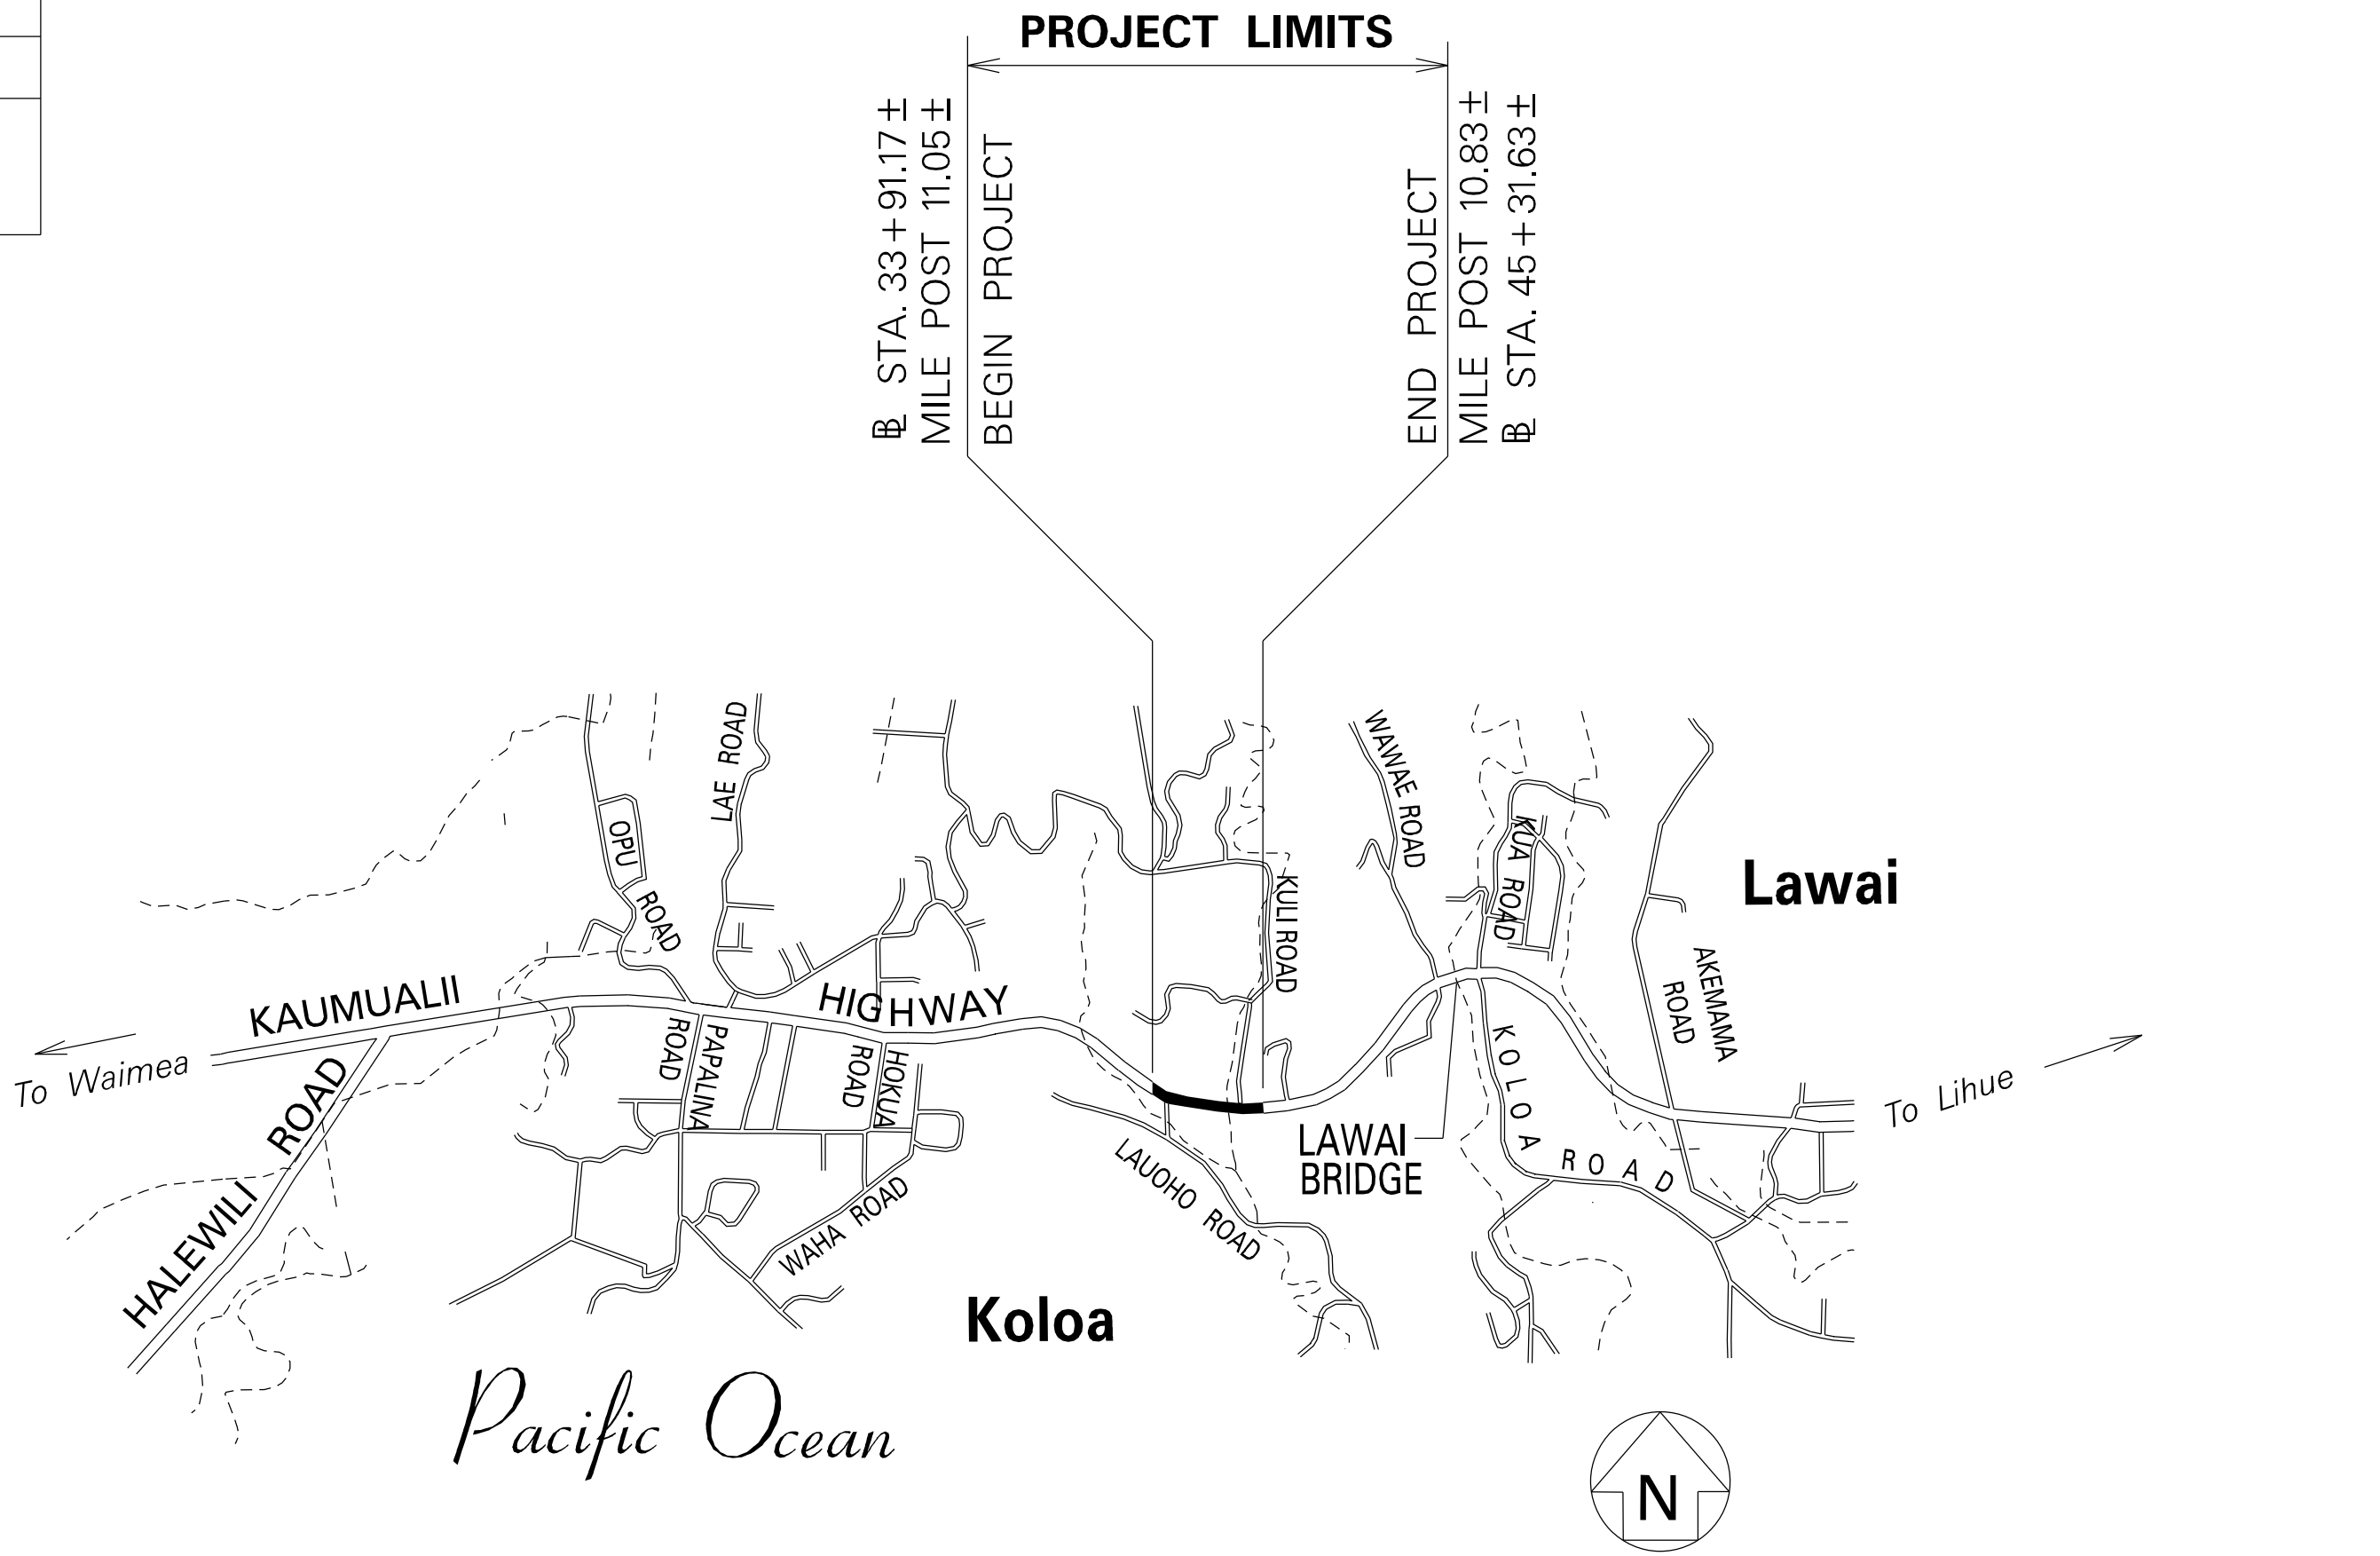 PROJECT LIMITS
BL STA. 33+91.17±
MILE POST 11.05±
BEGIN PROJECT
END PROJECT
MILE POST 10.83±
BL STA. 45+31.63±
LAE ROAD
WAWAE ROAD
OPU ROAD
KUA ROAD
Lawai
KULI ROAD
KAUMUALII HIGHWAY
AKEMAMA
ROAD
To Waimea
PAPALINA
ROAD
HOKUA
ROAD
KOLOA ROAD
To Lihue
HALEWILI ROAD
LAWAI
BRIDGE
LAUOHO ROAD
WAHA ROAD
Koloa
Pacific Ocean
N